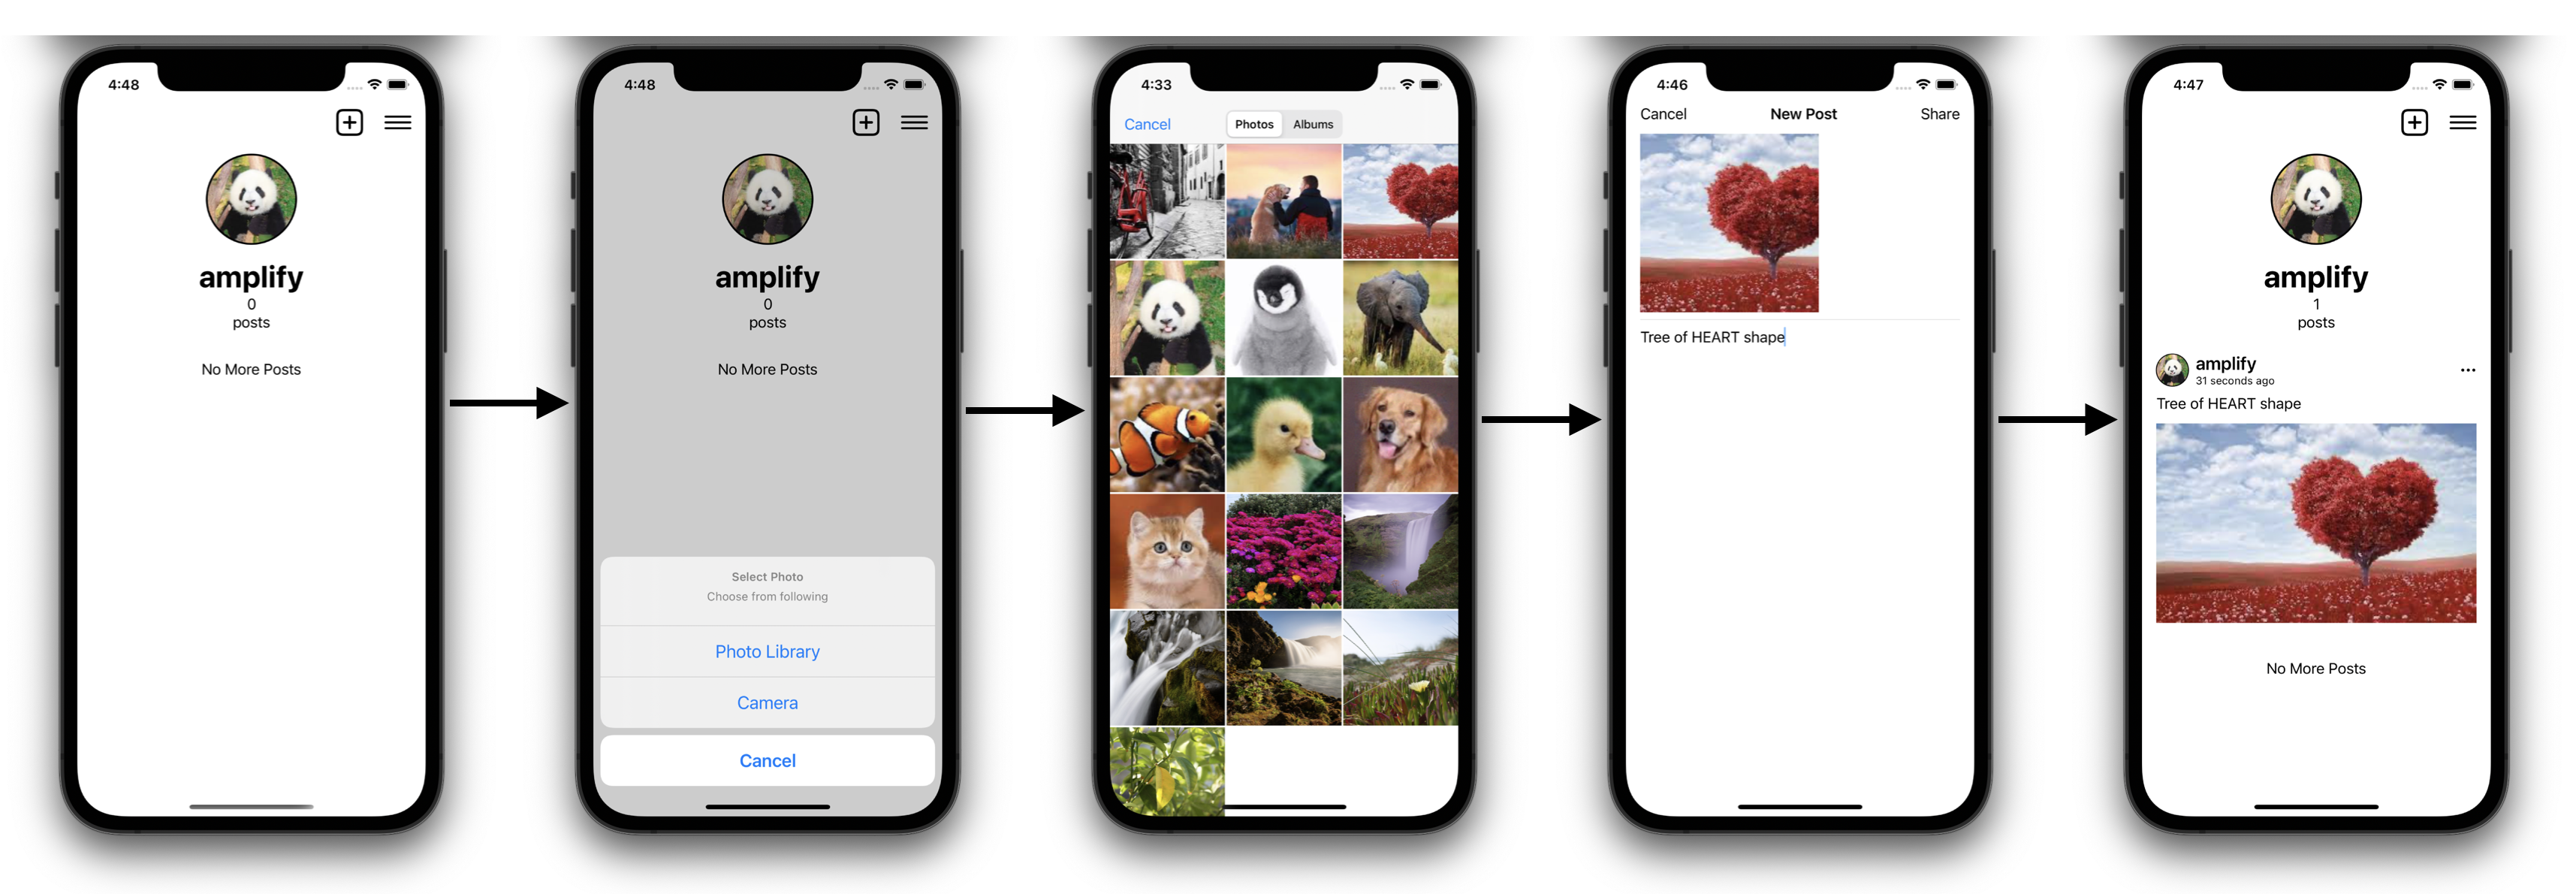 4:48
amplify
0
posts
No More Posts
4:48
amplify
0
posts
No More Posts
Select Photo
Choose from following
Photo Library
Camera
Cancel
4:33
Cancel Photos Albums
4:46
Cancel New Post Share
Tree of HEART shape
4:47
amplify
1
posts
amplify
31 seconds ago
Tree of HEART shape
No More Posts